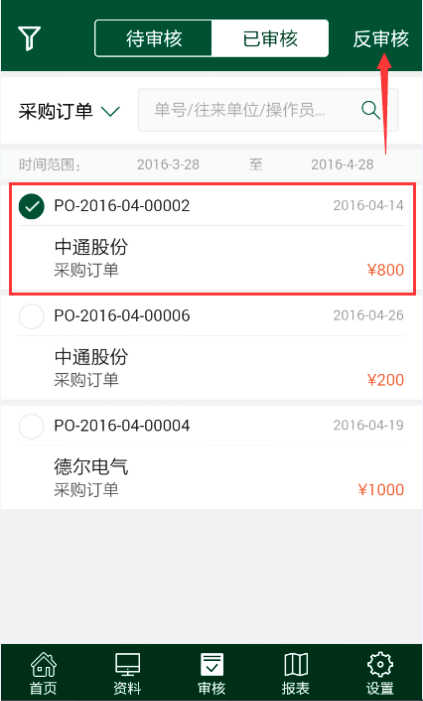 待审核 已审核 反审核
采购订单 单号/往来单位/操作员...
时间范围： 2016-3-28 至 2016-4-28
PO-2016-04-00002 2016-04-14
中通股份
采购订单 ¥800
PO-2016-04-00006 2016-04-26
中通股份
采购订单 ¥200
PO-2016-04-00004 2016-04-19
德尔电气
采购订单 ¥1000
首页 资料 审核 报表 设置